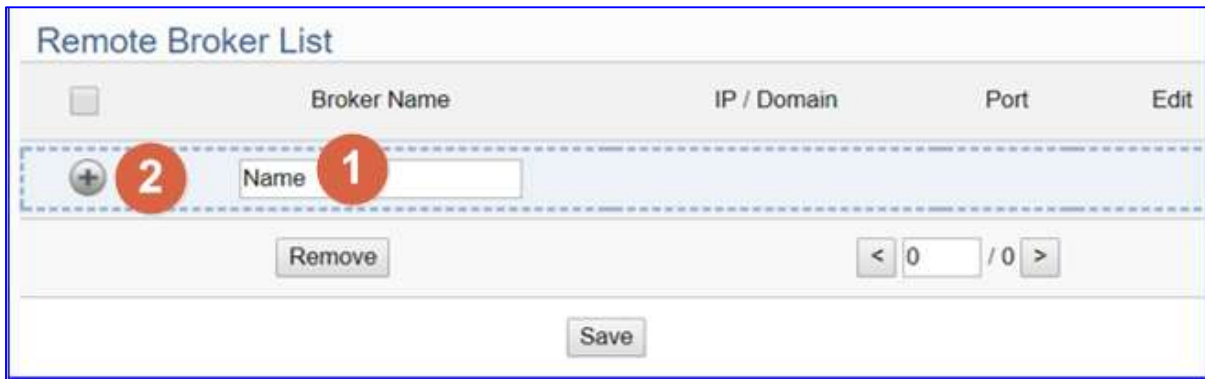 Remote Broker List
Broker Name IP / Domain Port Edit
2 Name 1
Remove < 0 / 0 >
Save